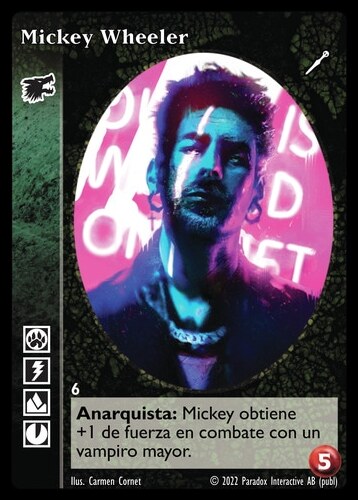 Mickey Wheeler
6
Anarquista: Mickey obtiene
+1 de fuerza en combate con un
vampiro mayor.
5
Ilus. Carmen Cornet © 2022 Paradox Interactive AB (publ)